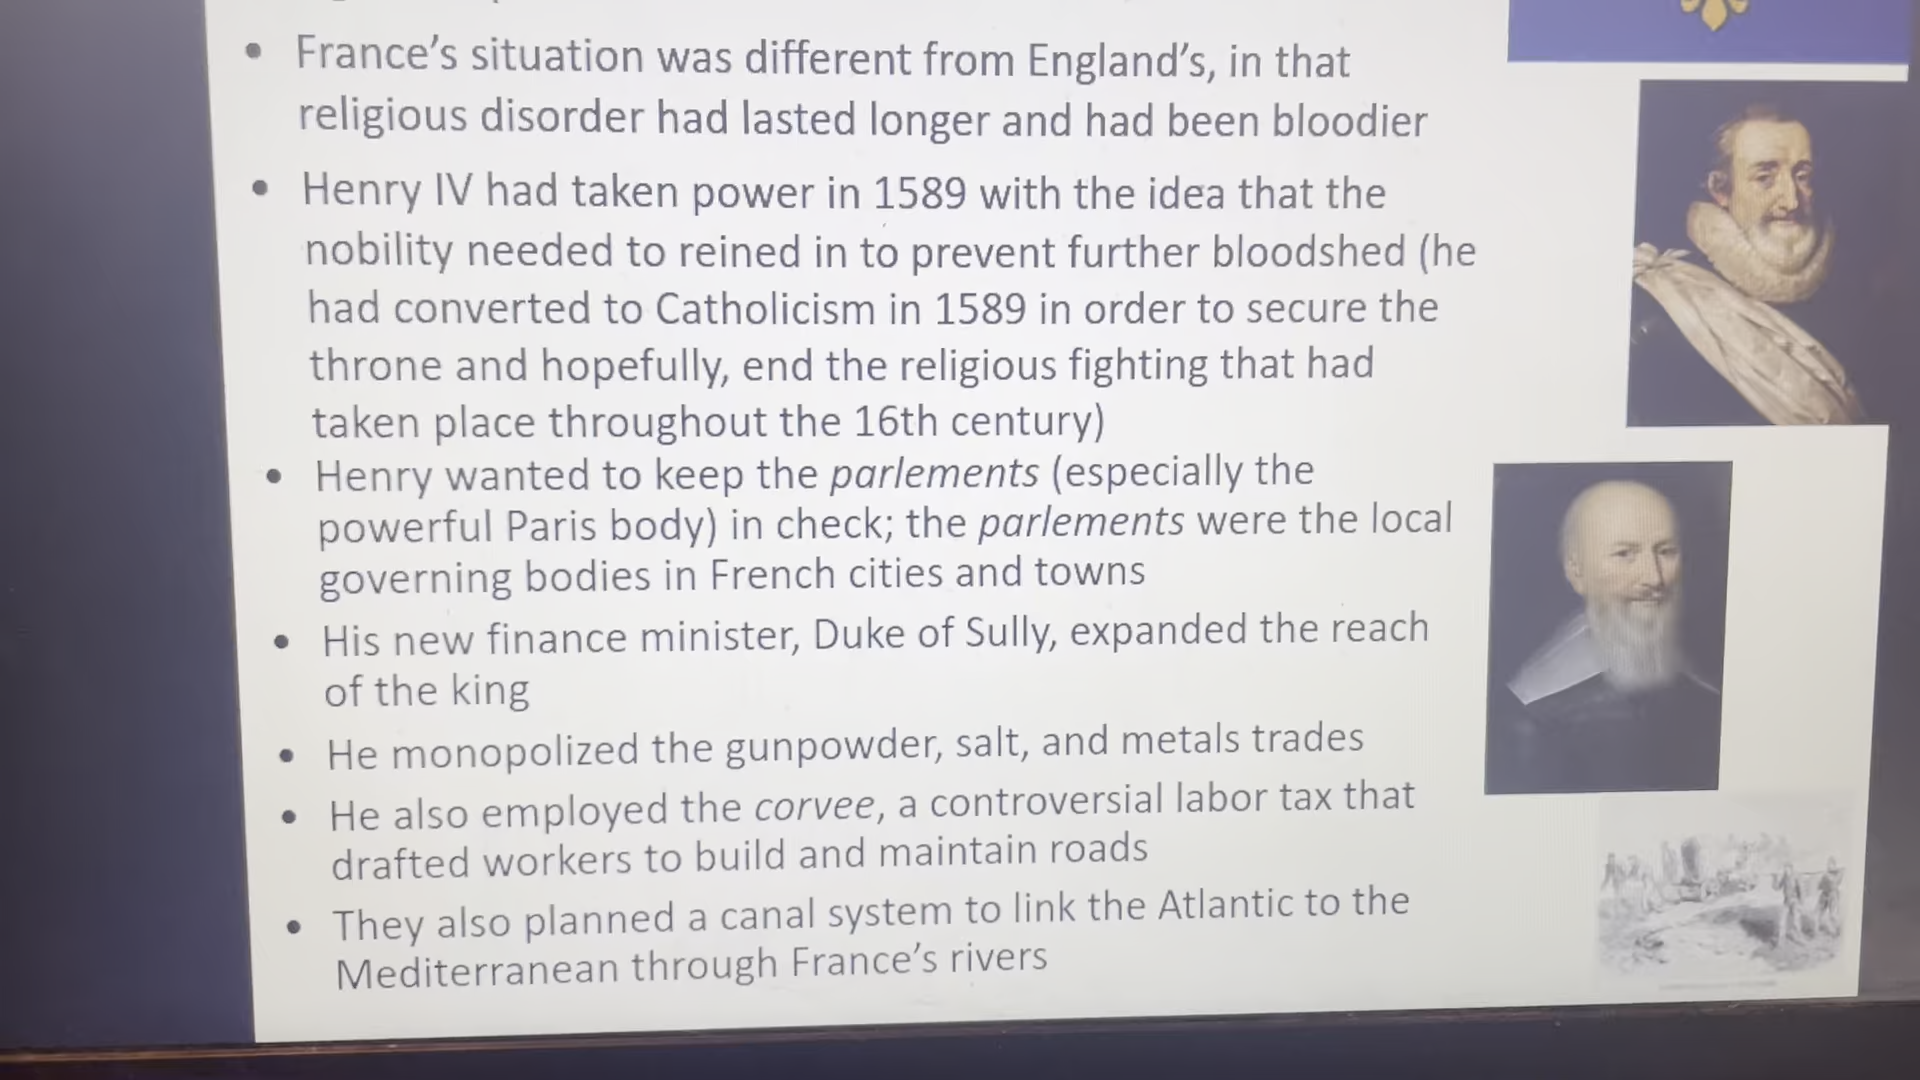 France’s situation was different from England’s, in that
religious disorder had lasted longer and had been bloodier
Henry IV had taken power in 1589 with the idea that the
nobility needed to reined in to prevent further bloodshed (he
had converted to Catholicism in 1589 in order to secure the
throne and hopefully, end the religious fighting that had
taken place throughout the 16th century)
Henry wanted to keep the parlements (especially the
powerful Paris body) in check; the parlements were the local
governing bodies in French cities and towns
His new finance minister, Duke of Sully, expanded the reach
of the king
He monopolized the gunpowder, salt, and metals trades
He also employed the corvee, a controversial labor tax that
drafted workers to build and maintain roads
They also planned a canal system to link the Atlantic to the
Mediterranean through France’s rivers